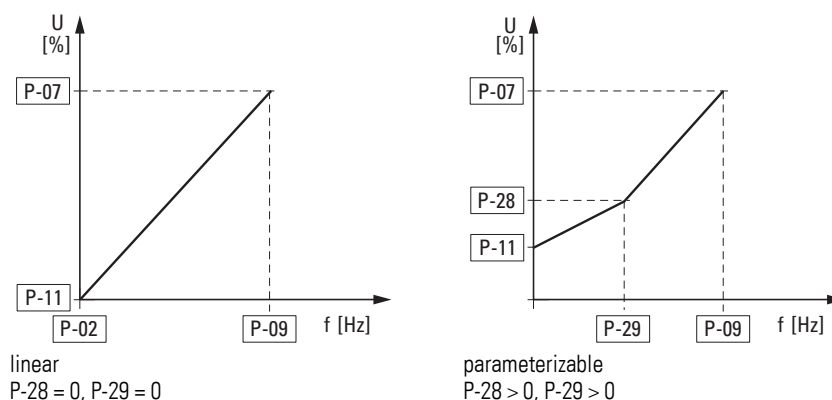 U
[%]
P-07
P-11
P-02
P-09
f [Hz]
linear
P-28 = 0, P-29 = 0
U
[%]
P-07
P-28
P-11
P-29
P-09
f [Hz]
parameterizable
P-28 > 0, P-29 > 0